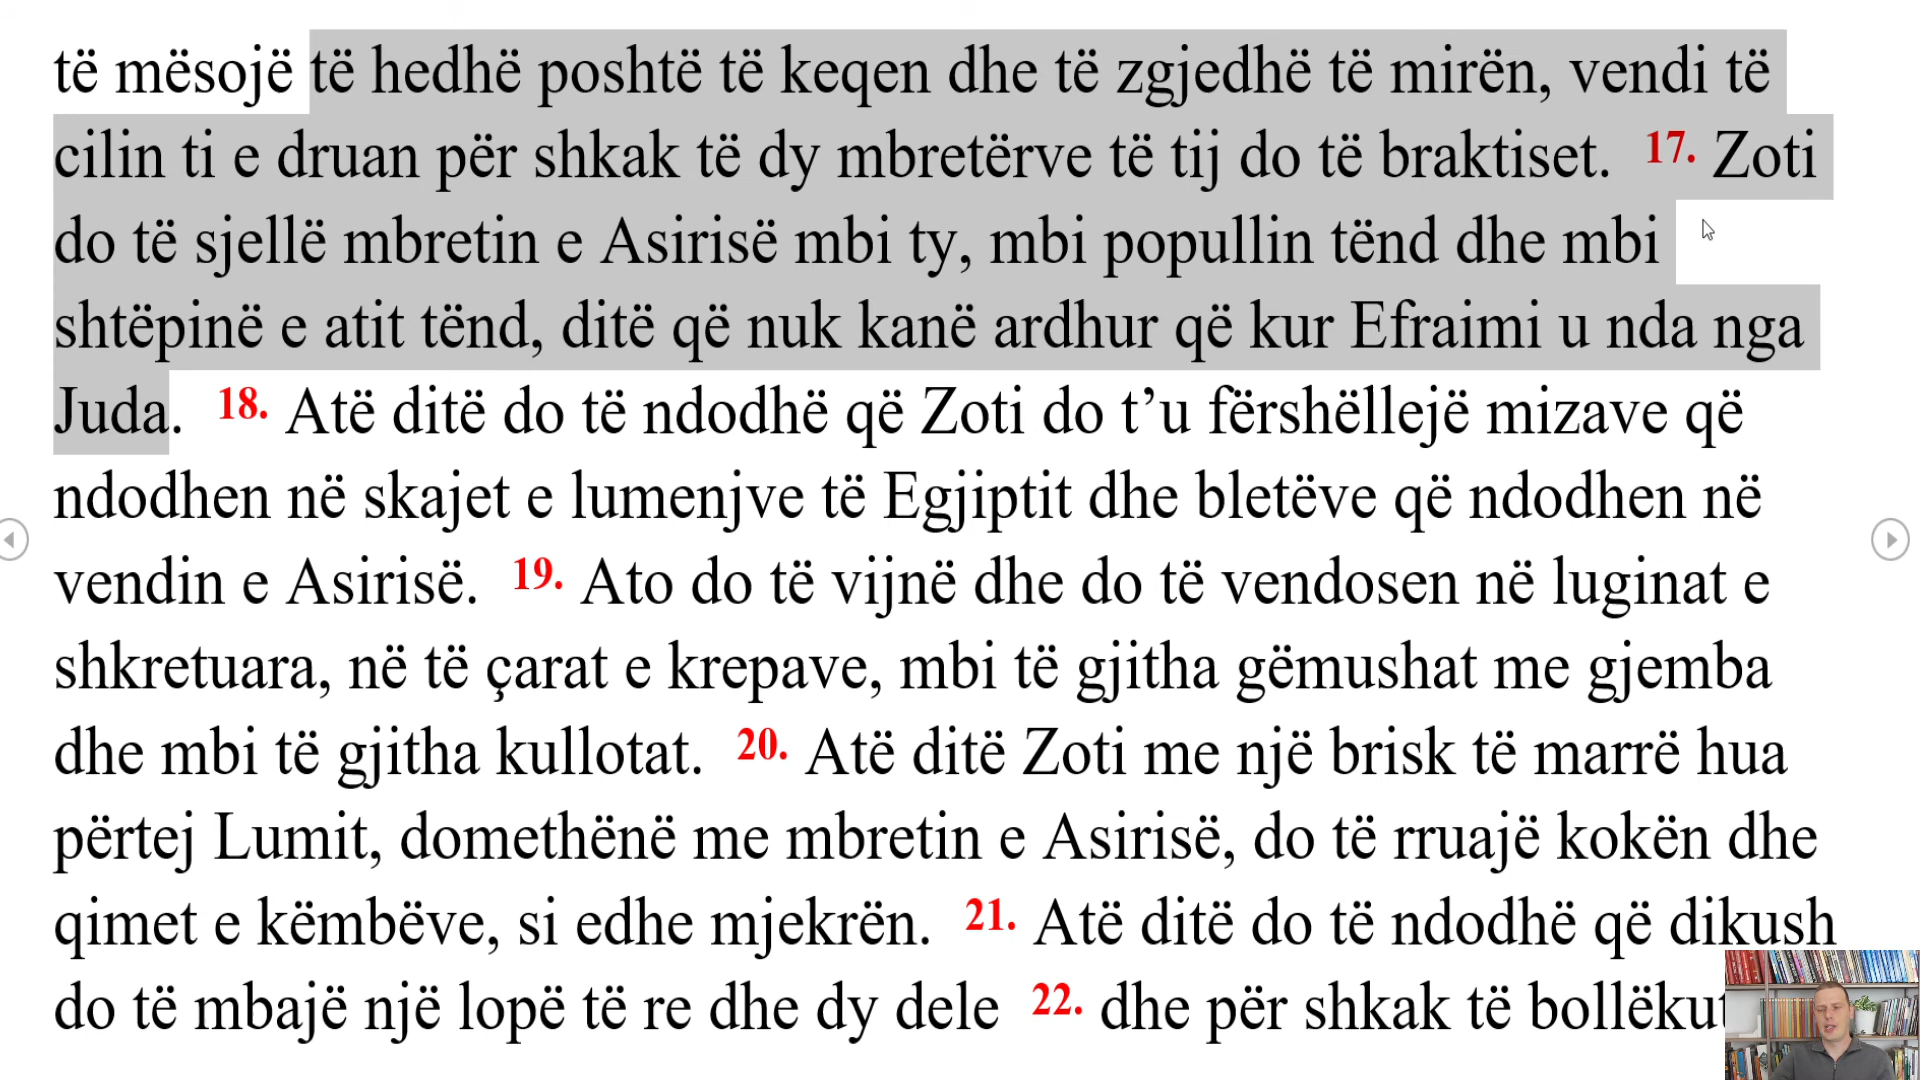 të mësojë të hedhë poshtë të keqen dhe të zgjedhë të mirën, vendi të
cilin ti e druan për shkak të dy mbretërve të tij do të braktiset. 17. Zoti
do të sjellë mbretin e Asirisë mbi ty, mbi popullin tënd dhe mbi
shtëpinë e atit tënd, ditë që nuk kanë ardhur që kur Efraimi u nda nga
Juda. 18. Atë ditë do të ndodhë që Zoti do t’u fërshëllejë mizave që
ndodhen në skajet e lumenjve të Egjiptit dhe bletëve që ndodhen në
vendin e Asirisë. 19. Ato do të vijnë dhe do të vendosen në luginat e
shkretuara, në të çarat e krepave, mbi të gjitha gëmushat me gjemba
dhe mbi të gjitha kullotat. 20. Atë ditë Zoti me një brisk të marrë hua
përtej Lumit, domethënë me mbretin e Asirisë, do të rruajë kokën dhe
qimet e këmbëve, si edhe mjekrën. 21. Atë ditë do të ndodhë që dikush
do të mbajë një lopë të re dhe dy dele 22. dhe për shkak të